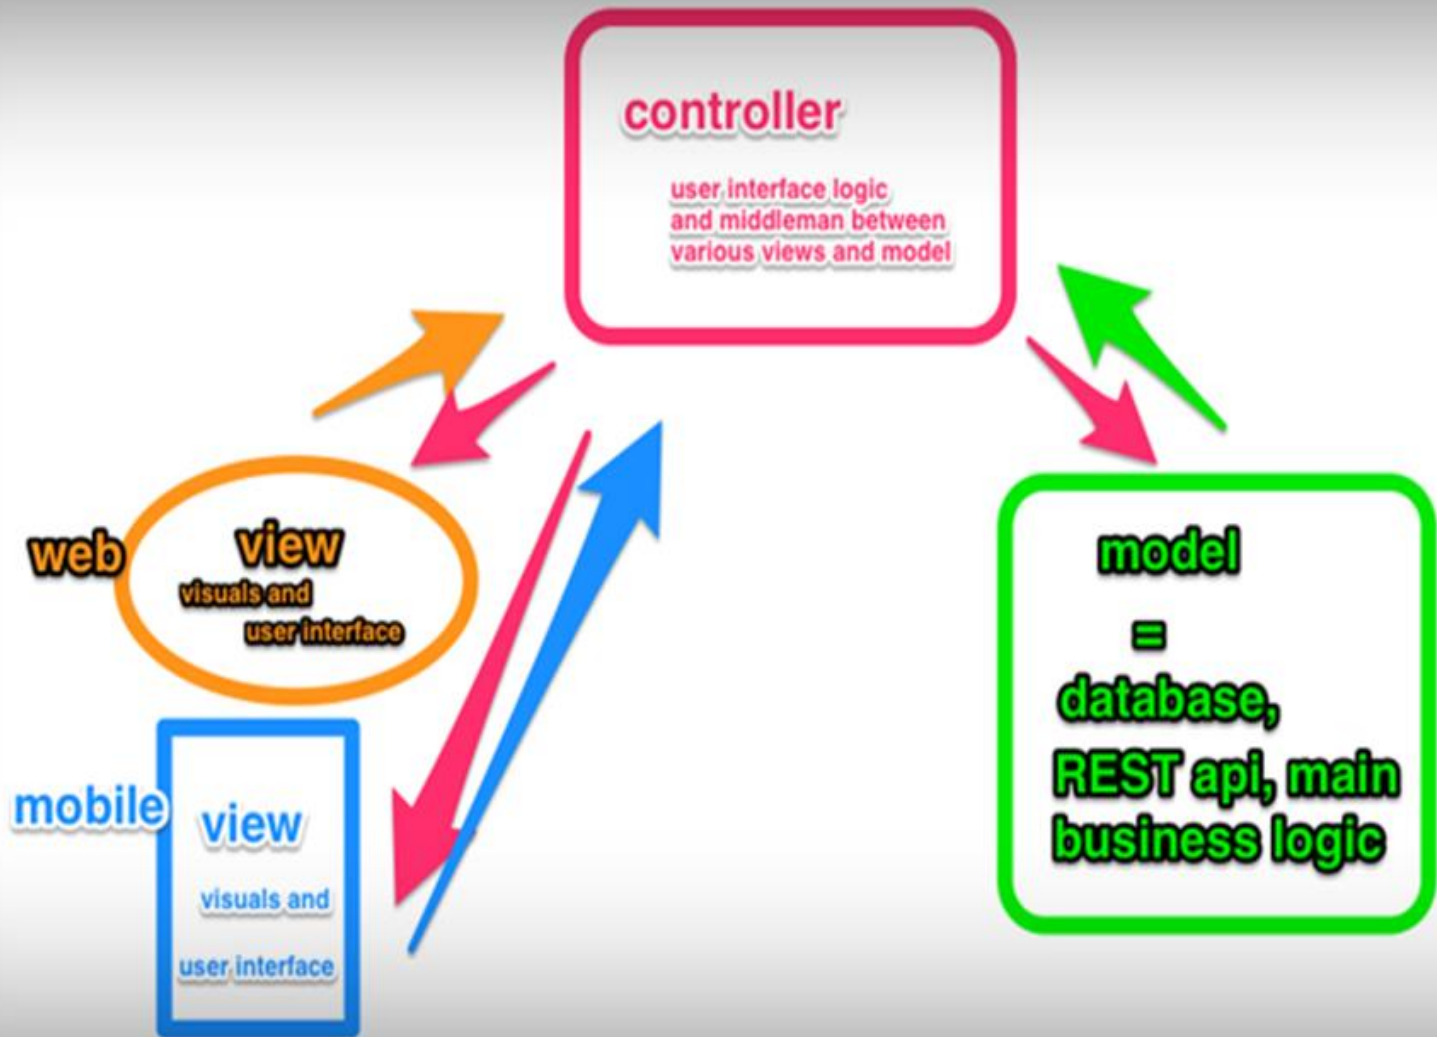 controller
user interface logic
and middleman between
various views and model
web
view
visuals and
user interface
mobile
view
visuals and
user interface
model
=
database,
REST api, main
business logic